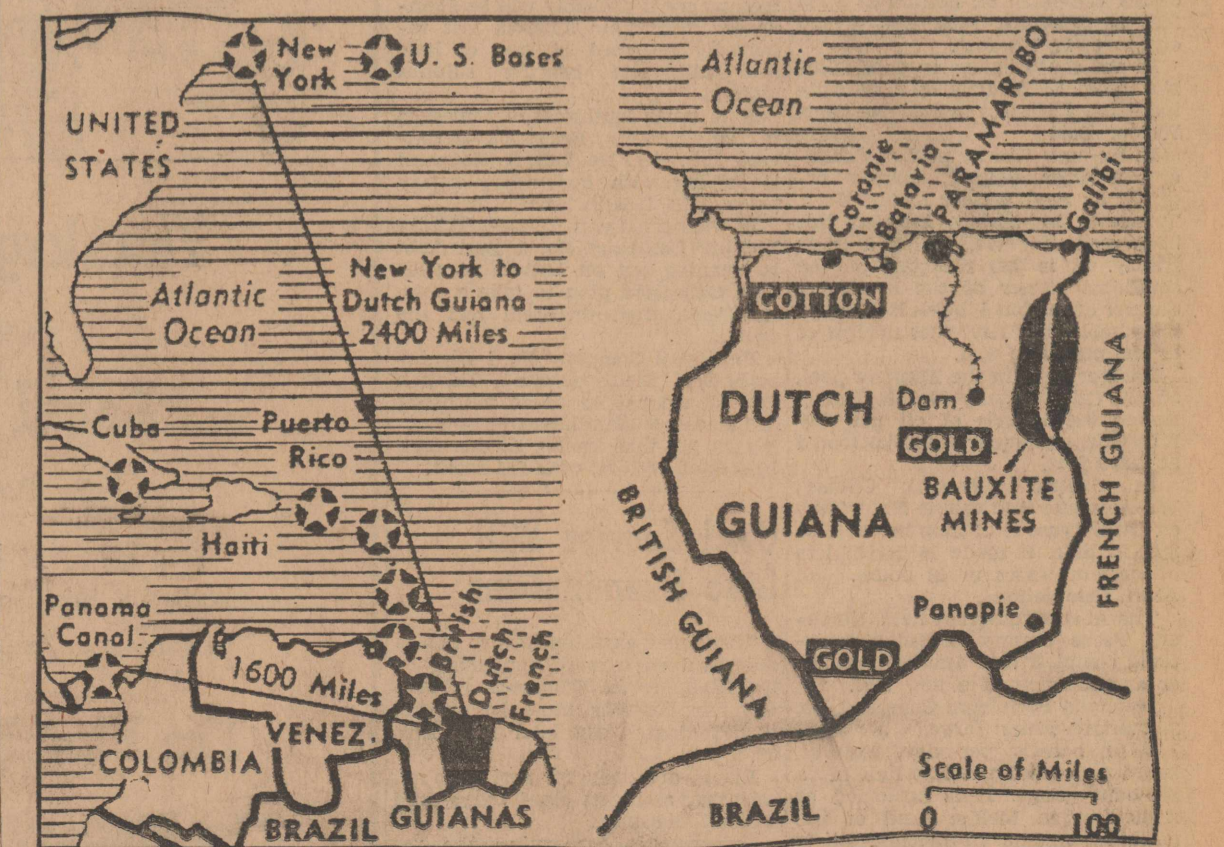 New
York
U. S. Bases
UNITED
STATES
Atlantic
Ocean
New York to
Dutch Guiana
2400 Miles
Cuba
Puerto
Rico
Haiti
Panama
Canal
1600 Miles
British
Dutch
French
VENEZ.
COLOMBIA
BRAZIL
GUIANAS
Atlantic
Ocean
Coronie
Batavia
PARAMARIBO
Galibi
COTTON
DUTCH
GUIANA
Dam
GOLD
BAUXITE
MINES
FRENCH GUIANA
BRITISH GUIANA
Panapie
GOLD
BRAZIL
Scale of Miles
0
100